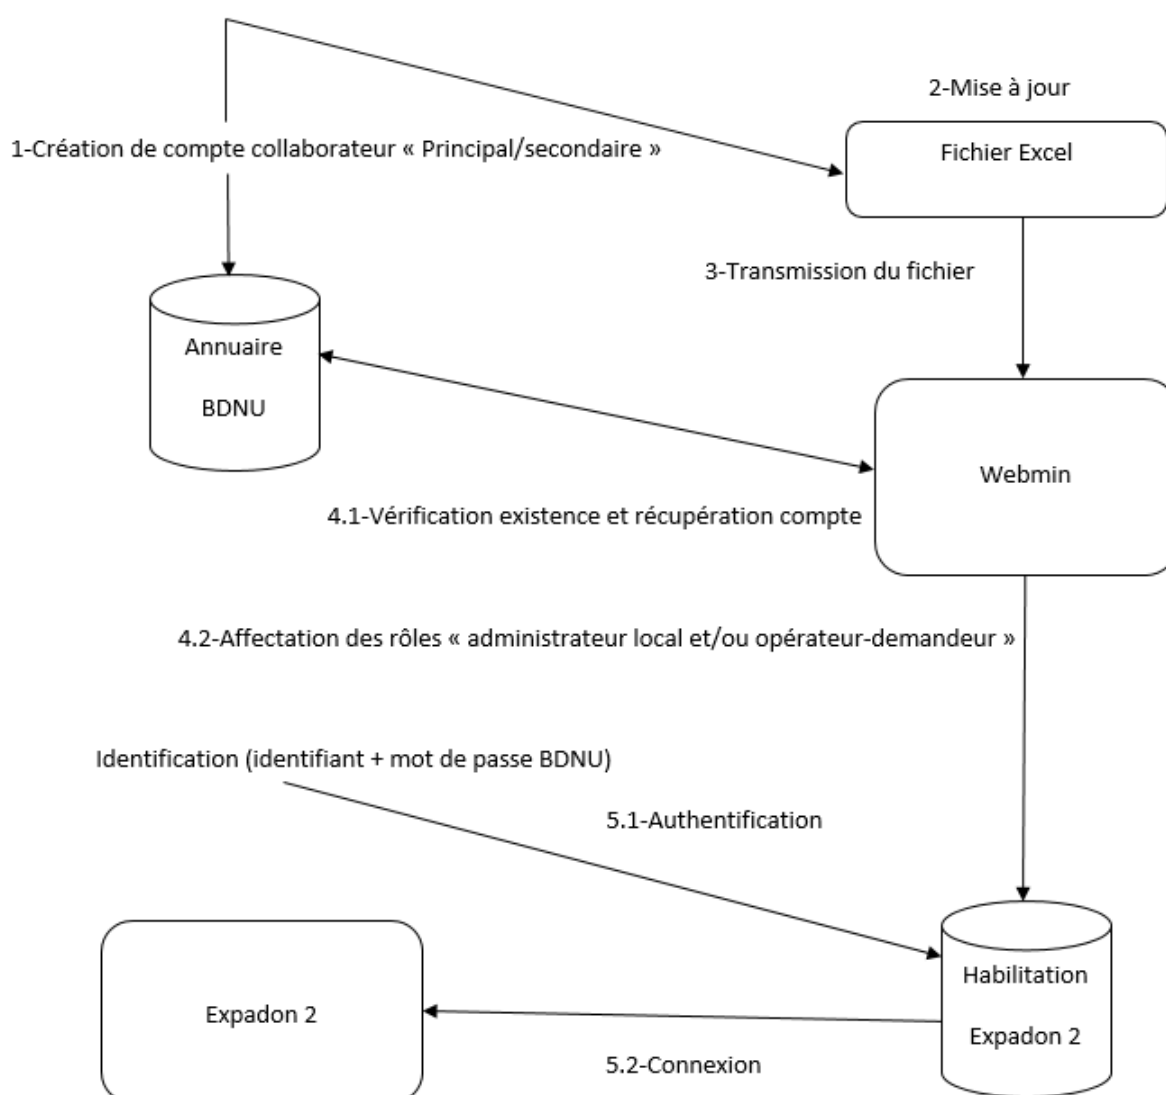 2-Mise à jour
1-Création de compte collaborateur « Principal/secondaire »
Fichier Excel
3-Transmission du fichier
Annuaire
BDNU
Webmin
4.1-Vérification existence et récupération compte
4.2-Affectation des rôles « administrateur local et/ou opérateur-demandeur »
Identification (identifiant + mot de passe BDNU)
5.1-Authentification
Habilitation
Expadon 2
Expadon 2
5.2-Connexion